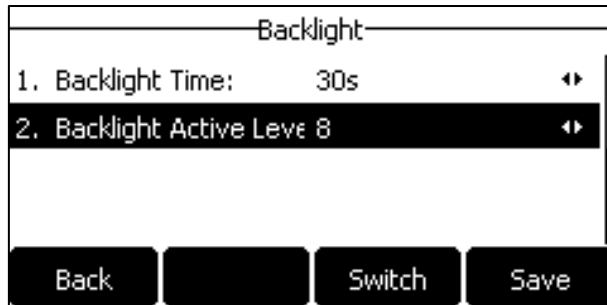 Backlight
1. Backlight Time: 30s
2. Backlight Active Leve 8
Back Switch Save